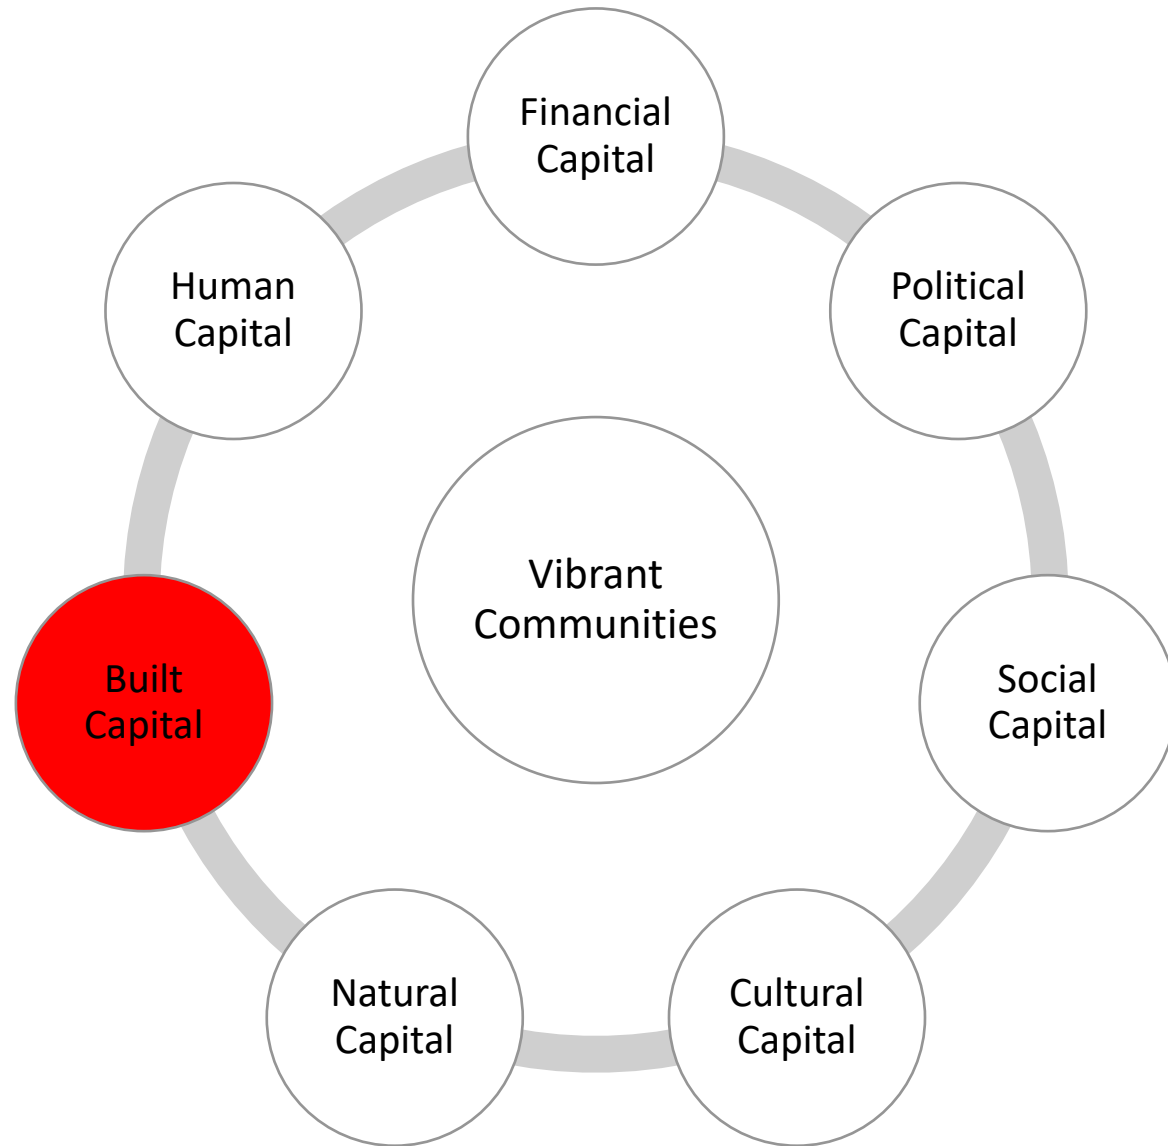 Financial
Capital
Human
Capital
Political
Capital
Vibrant
Communities
Built
Capital
Social
Capital
Natural
Capital
Cultural
Capital